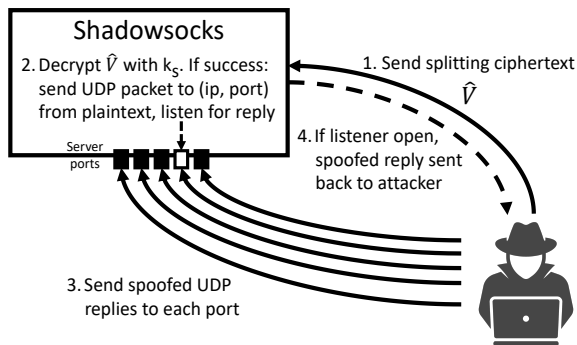 Shadowsocks
2. Decrypt V̂ with kₛ. If success:
send UDP packet to (ip, port)
from plaintext, listen for reply
Server
ports
1. Send splitting ciphertext
V̂
4. If listener open,
spoofed reply sent
back to attacker
3. Send spoofed UDP
replies to each port